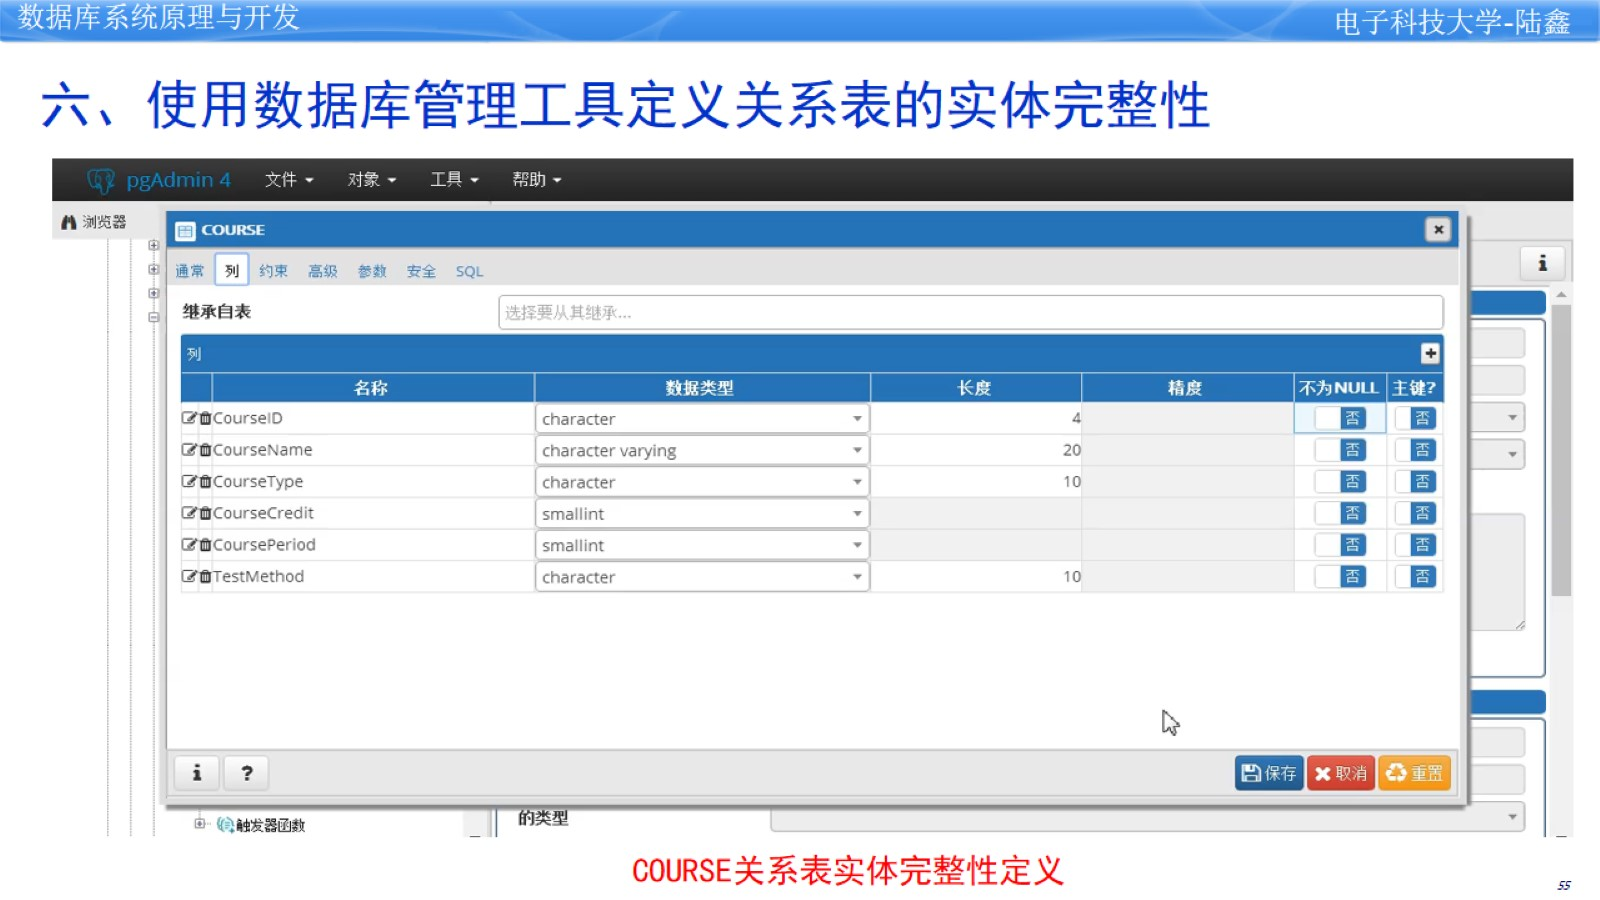 数据库系统原理与开发
电子科技大学-陆鑫
六、使用数据库管理工具定义关系表的实体完整性
pgAdmin 4 文件 对象 工具 帮助
浏览器
COURSE
通常 列 约束 高级 参数 安全 SQL
继承自表 选择要从其继承...
列
名称 数据类型 长度 精度 不为NULL 主键?
CourseID character 4 否 否
CourseName character varying 20 否 否
CourseType character 10 否 否
CourseCredit smallint 否 否
CoursePeriod smallint 否 否
TestMethod character 10 否 否
i ? 保存 取消 重置
触发器函数
的类型
COURSE关系表实体完整性定义
55